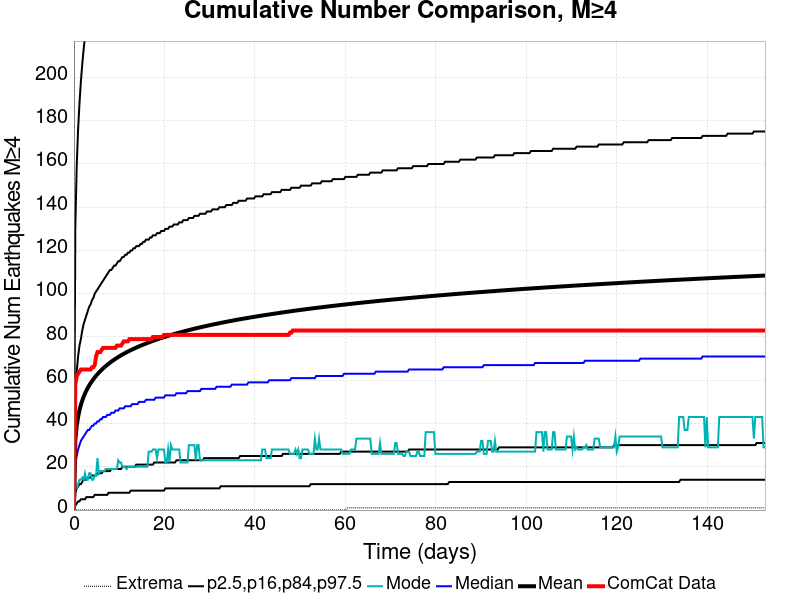 Cumulative Number Comparison, M≥4
Cumulative Num Earthquakes M≥4
200
180
160
140
120
100
80
60
40
20
0
0 20 40 60 80 100 120 140
Time (days)
Extrema p2.5,p16,p84,p97.5 Mode Median Mean ComCat Data